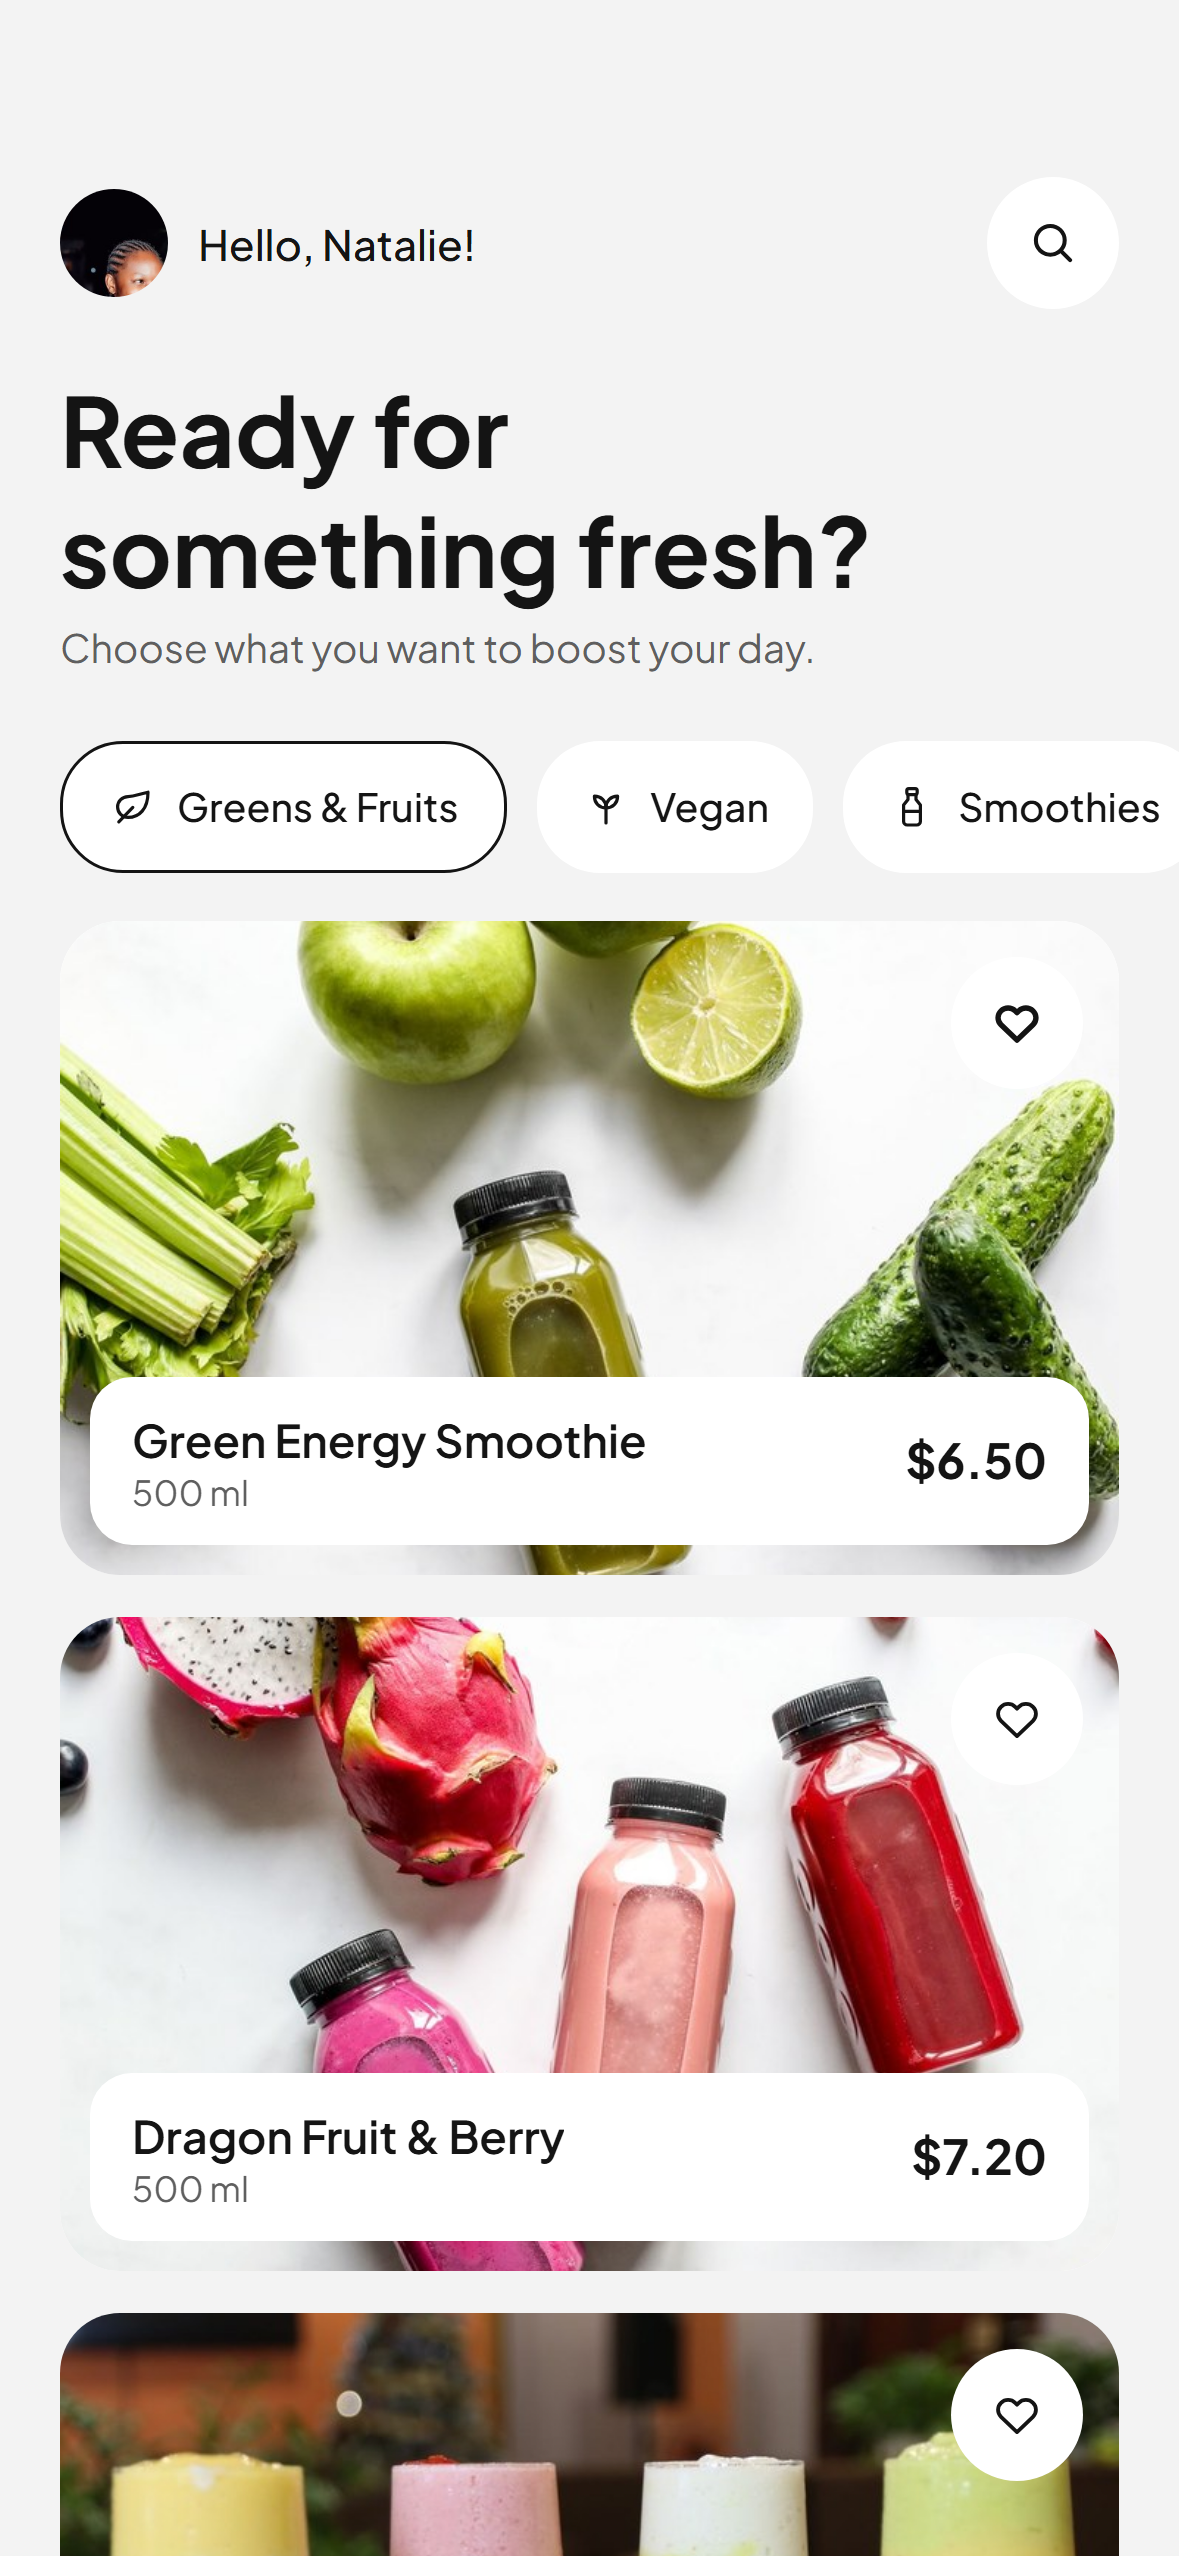 Hello, Natalie!
Ready for
something fresh?
Choose what you want to boost your day.
Greens & Fruits
Vegan
Smoothies
Green Energy Smoothie
500 ml
$6.50
Dragon Fruit & Berry
500 ml
$7.20